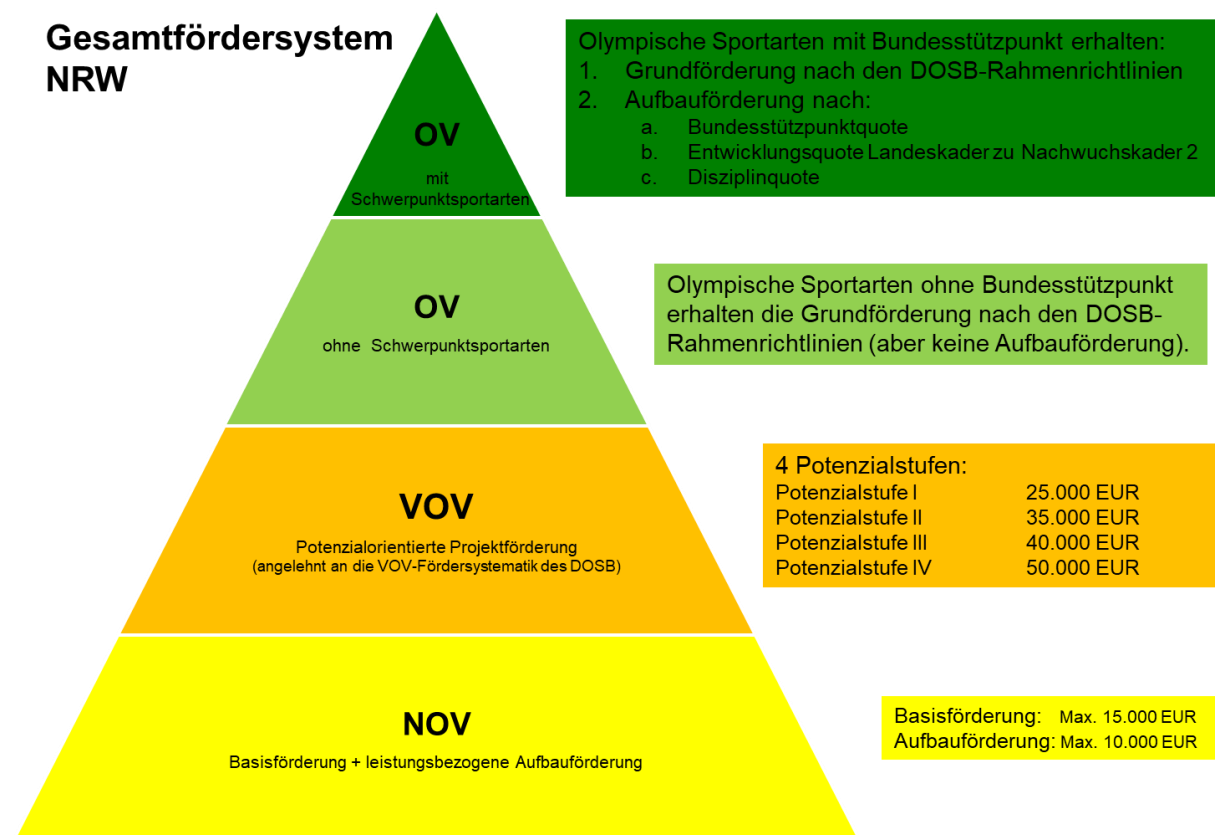 Gesamtfördersystem
NRW
OV
mit
Schwerpunktsportarten
Olympische Sportarten mit Bundesstützpunkt erhalten:
1. Grundförderung nach den DOSB-Rahmenrichtlinien
2. Aufbauförderung nach:
a. Bundesstützpunktquote
b. Entwicklungsquote Landeskader zu Nachwuchskader 2
c. Disziplinquote
OV
ohne Schwerpunktsportarten
Olympische Sportarten ohne Bundesstützpunkt
erhalten die Grundförderung nach den DOSB-
Rahmenrichtlinien (aber keine Aufbauförderung).
VOV
Potenzialorientierte Projektförderung
(angelehnt an die VOV-Fördersystematik des DOSB)
4 Potenzialstufen:
Potenzialstufe I 25.000 EUR
Potenzialstufe II 35.000 EUR
Potenzialstufe III 40.000 EUR
Potenzialstufe IV 50.000 EUR
NOV
Basisförderung + leistungsbezogene Aufbauförderung
Basisförderung: Max. 15.000 EUR
Aufbauförderung: Max. 10.000 EUR